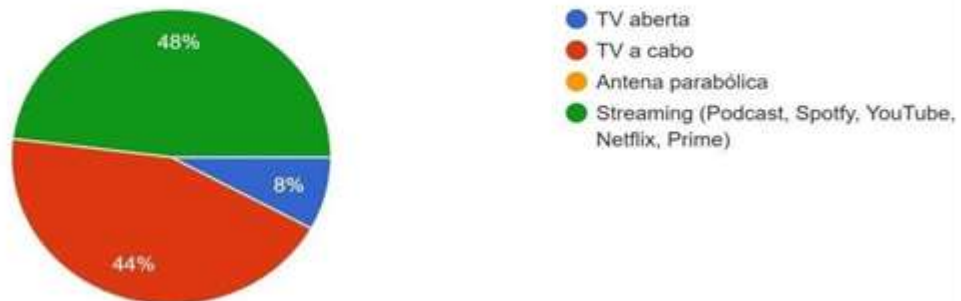 48%
8%
44%
TV aberta
TV a cabo
Antena parabólica
Streaming (Podcast, Spotfy, YouTube,
Netflix, Prime)